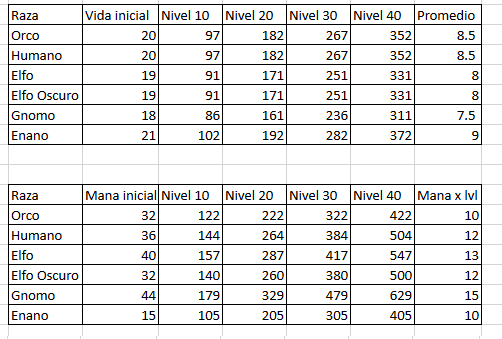 Raza Vida inicial Nivel 10 Nivel 20 Nivel 30 Nivel 40 Promedio
Orco 20 97 182 267 352 8.5
Humano 20 97 182 267 352 8.5
Elfo 19 91 171 251 331 8
Elfo Oscuro 19 91 171 251 331 8
Gnomo 18 86 161 236 311 7.5
Enano 21 102 192 282 372 9
Raza Mana inicial Nivel 10 Nivel 20 Nivel 30 Nivel 40 Mana x lvl
Orco 32 122 222 322 422 10
Humano 36 144 264 384 504 12
Elfo 40 157 287 417 547 13
Elfo Oscuro 32 140 260 380 500 12
Gnomo 44 179 329 479 629 15
Enano 15 105 205 305 405 10